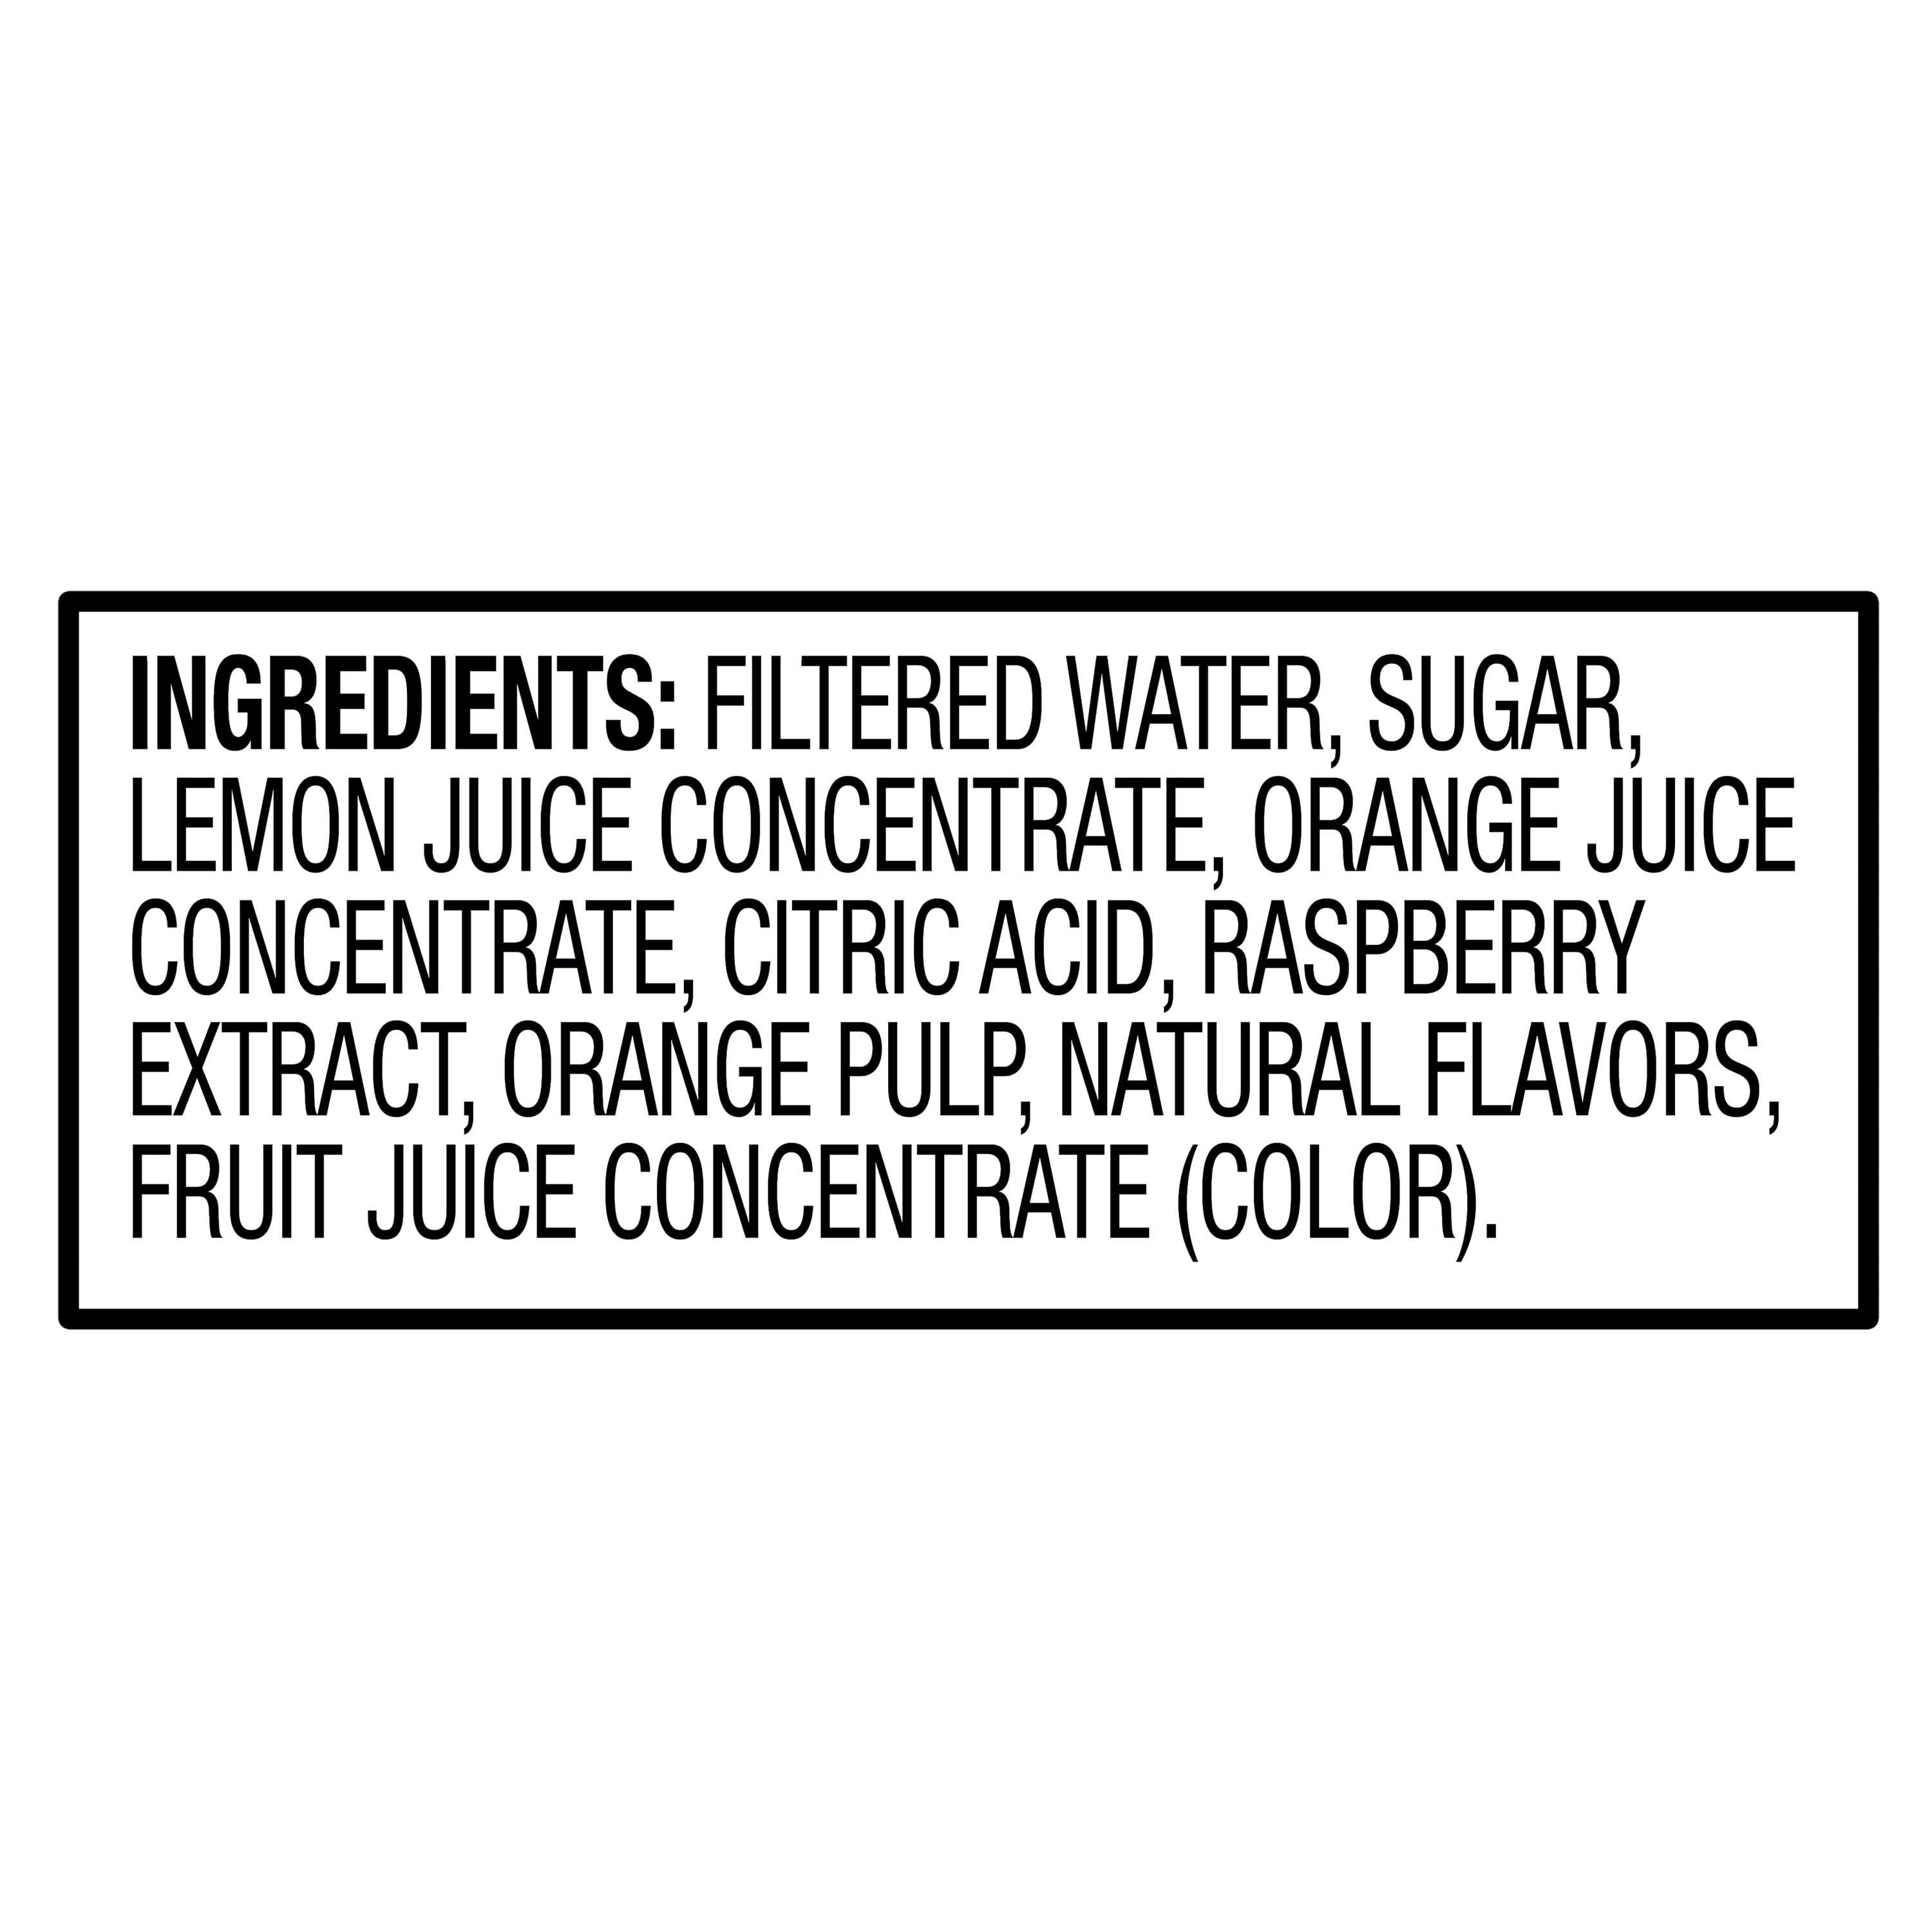 INGREDIENTS: FILTERED WATER, SUGAR,
LEMON JUICE CONCENTRATE, ORANGE JUICE
CONCENTRATE, CITRIC ACID, RASPBERRY
EXTRACT, ORANGE PULP, NATURAL FLAVORS,
FRUIT JUICE CONCENTRATE (COLOR).